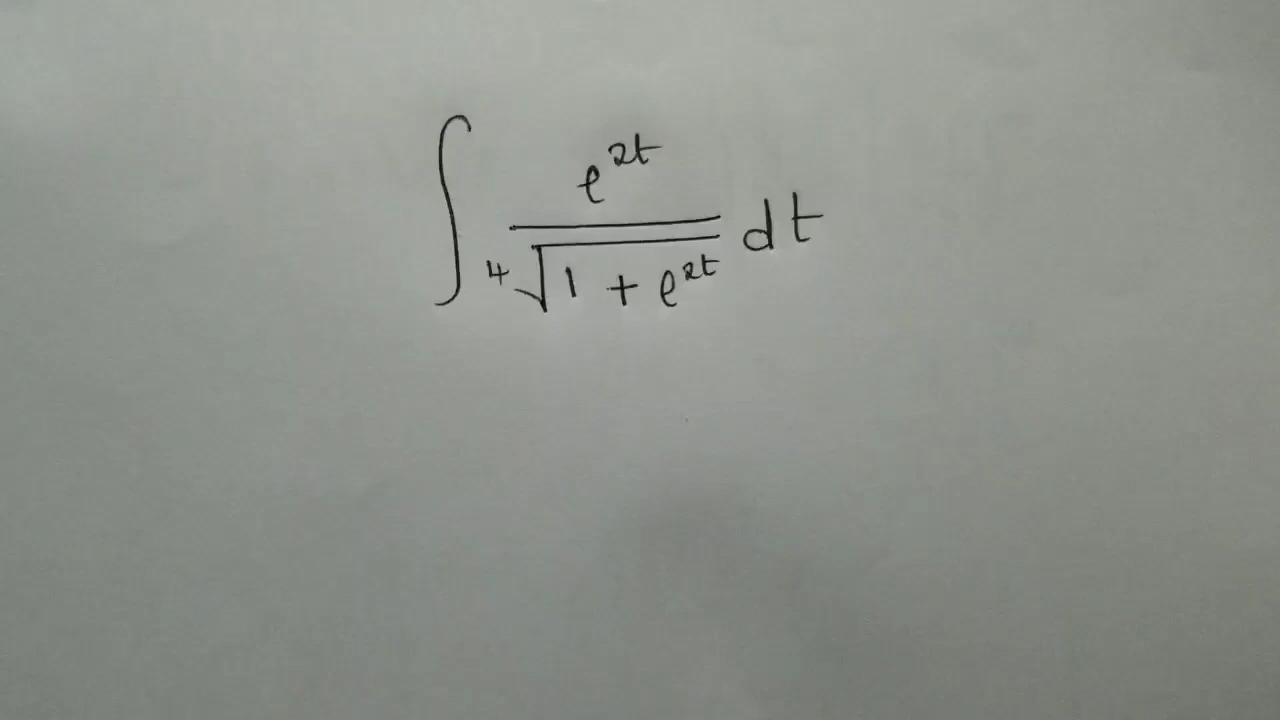 ∫ e^{2t} / ⁴√(1 + e^{2t}) dt